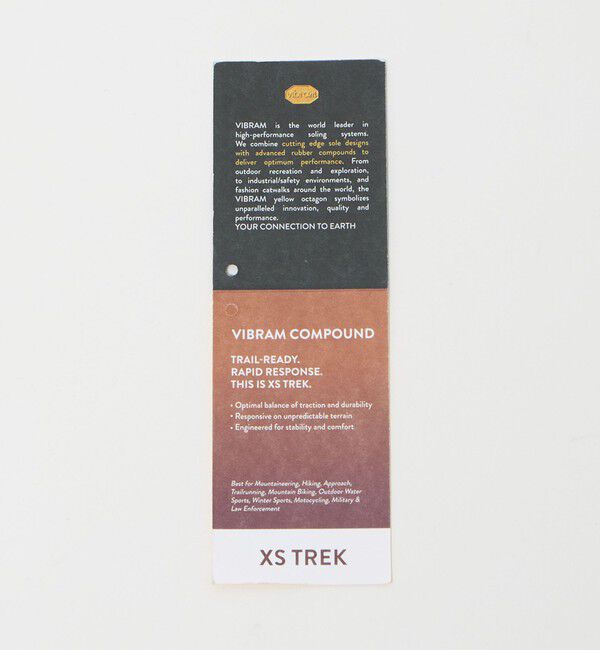 vibram
VIBRAM is the world leader in
high-performance soling systems.
We combine cutting edge sole designs
with advanced rubber compounds to
deliver optimum performance. From
outdoor recreation and exploration,
to industrial/safety environments, and
fashion catwalks around the world, the
VIBRAM yellow octagon symbolizes
unparalleled innovation, quality and
performance.
YOUR CONNECTION TO EARTH
VIBRAM COMPOUND
TRAIL-READY.
RAPID RESPONSE.
THIS IS XS TREK.
• Optimal balance of traction and durability
• Responsive on unpredictable terrain
• Engineered for stability and comfort
Best for Mountaineering, Hiking, Approach,
Trailrunning, Mountain Biking, Outdoor Water
Sports, Winter Sports, Motocycling, Military &
Law Enforcement
XS TREK